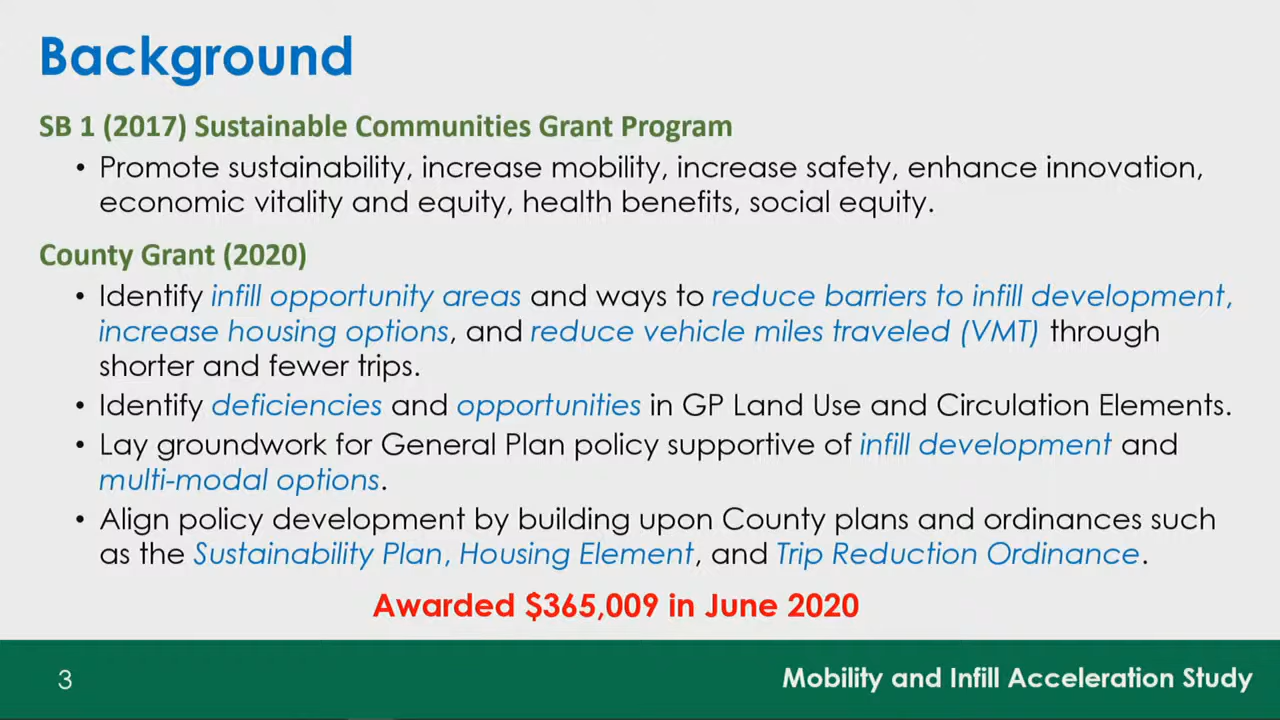 Background
SB 1 (2017) Sustainable Communities Grant Program
• Promote sustainability, increase mobility, increase safety, enhance innovation,
economic vitality and equity, health benefits, social equity.
County Grant (2020)
• Identify infill opportunity areas and ways to reduce barriers to infill development,
increase housing options, and reduce vehicle miles traveled (VMT) through
shorter and fewer trips.
• Identify deficiencies and opportunities in GP Land Use and Circulation Elements.
• Lay groundwork for General Plan policy supportive of infill development and
multi-modal options.
• Align policy development by building upon County plans and ordinances such
as the Sustainability Plan, Housing Element, and Trip Reduction Ordinance.
Awarded $365,009 in June 2020
3
Mobility and Infill Acceleration Study